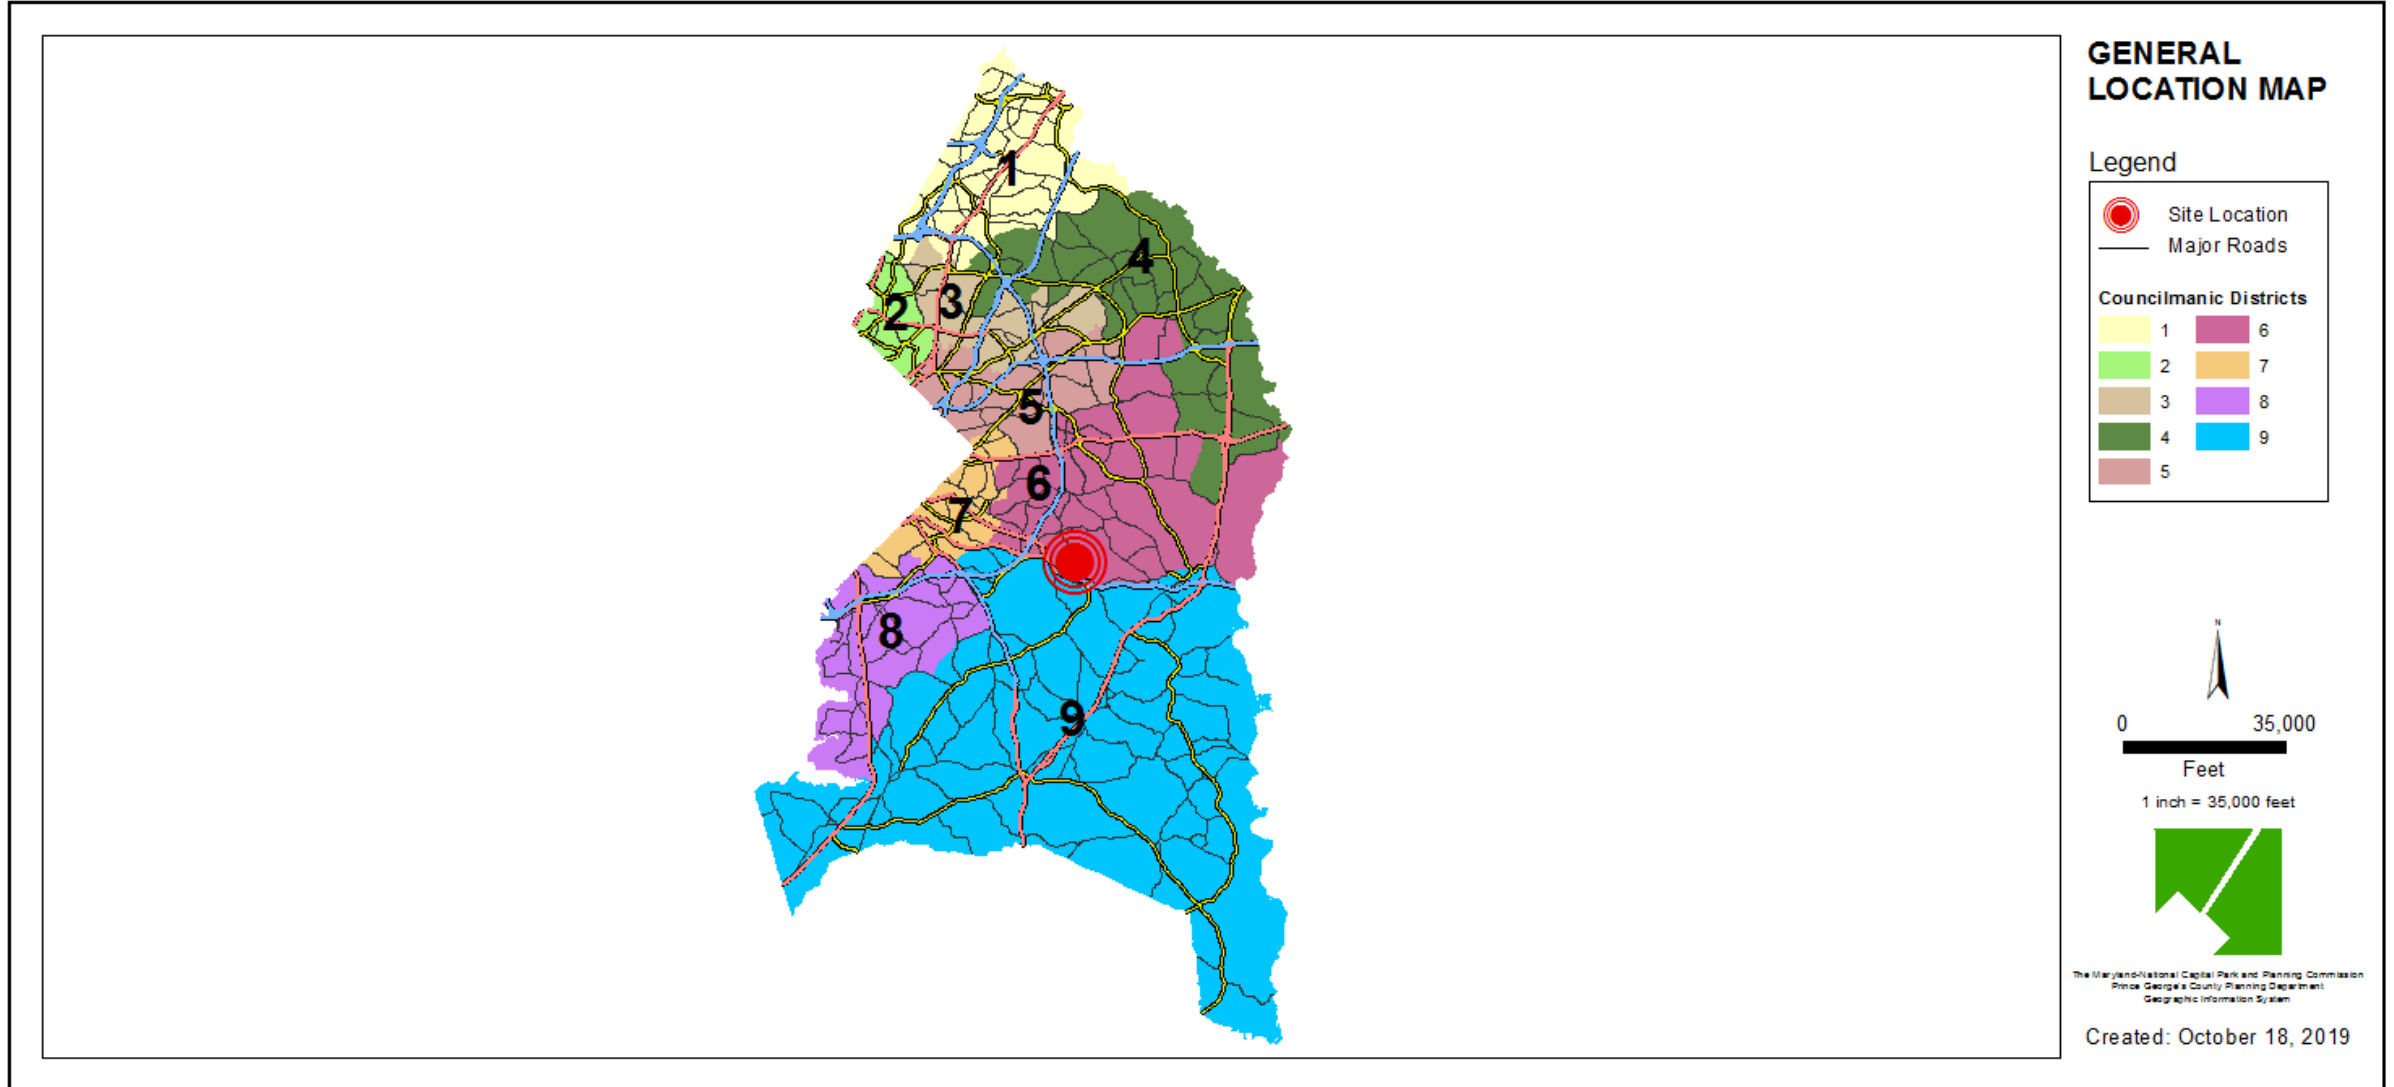 GENERAL
LOCATION MAP
Legend
Site Location
Major Roads
Councilmanic Districts
1 6
2 7
3 8
4 9
5
1
4
3
2
5
6
7
8
9
N
0 35,000
Feet
1 inch = 35,000 feet
The Maryland-National Capital Park and Planning Commission
Prince George's County Planning Department
Geographic Information System
Created: October 18, 2019